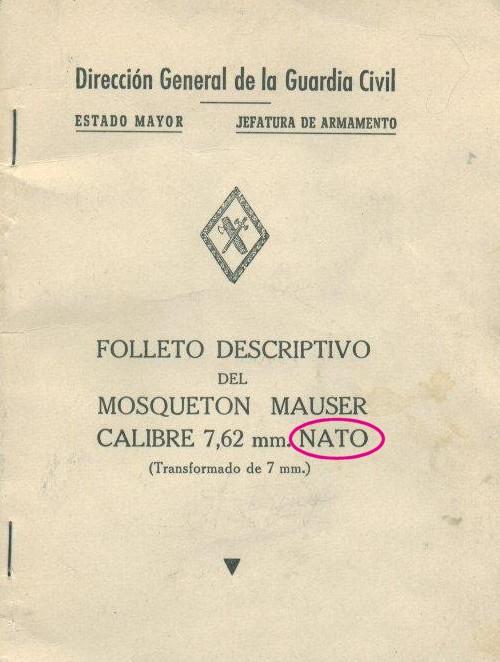 Dirección General de la Guardia Civil
ESTADO MAYOR JEFATURA DE ARMAMENTO
FOLLETO DESCRIPTIVO
DEL
MOSQUETON MAUSER
CALIBRE 7,62 mm. NATO
(Transformado de 7 mm.)